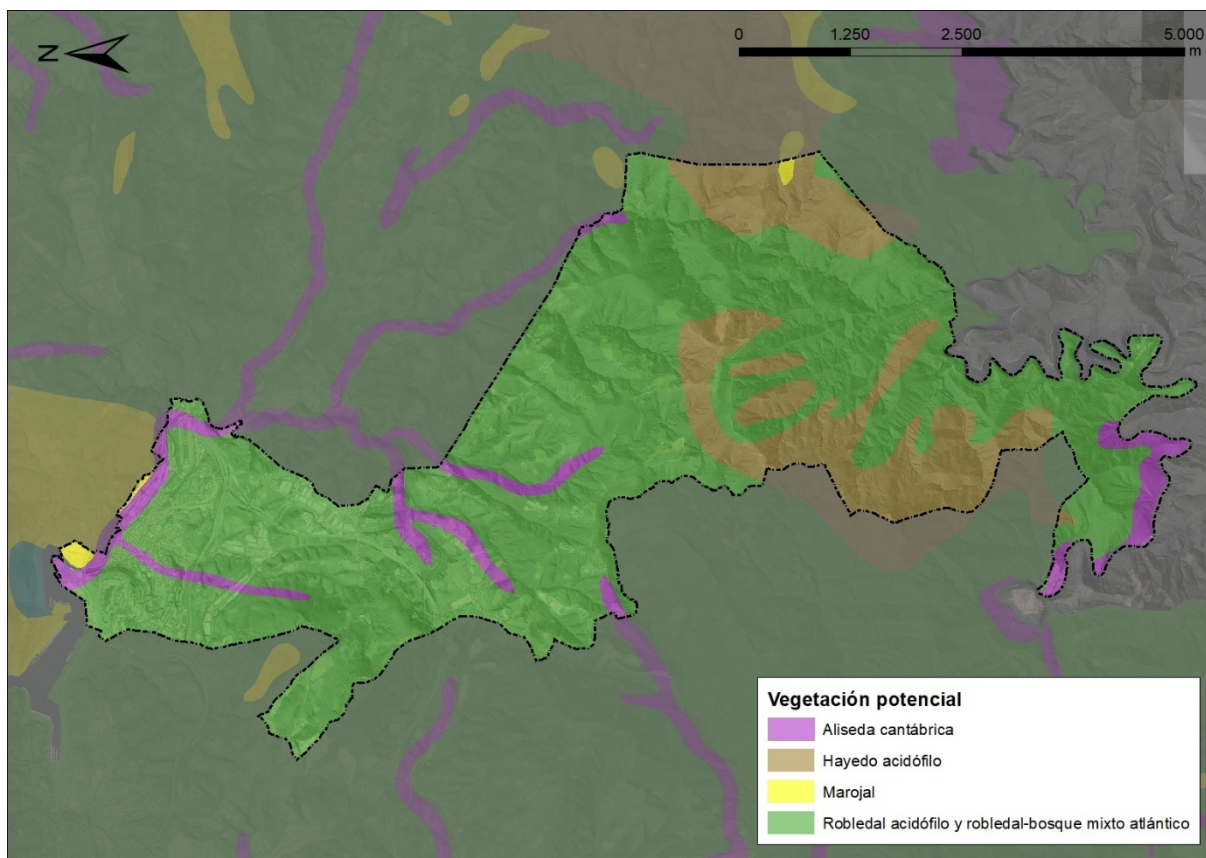 N
0 1.250 2.500 5.000
m
Vegetación potencial
Aliseda cantábrica
Hayedo acidófilo
Marojal
Robledal acidófilo y robledal-bosque mixto atlántico